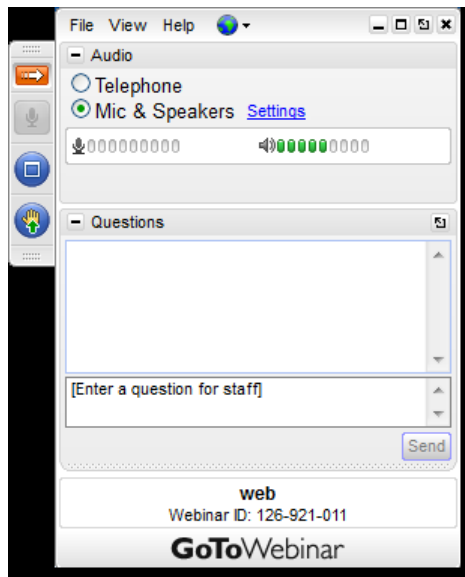 File View Help
Audio
Telephone
Mic & Speakers Settings
Questions
[Enter a question for staff]
Send
web
Webinar ID: 126-921-011
GoToWebinar